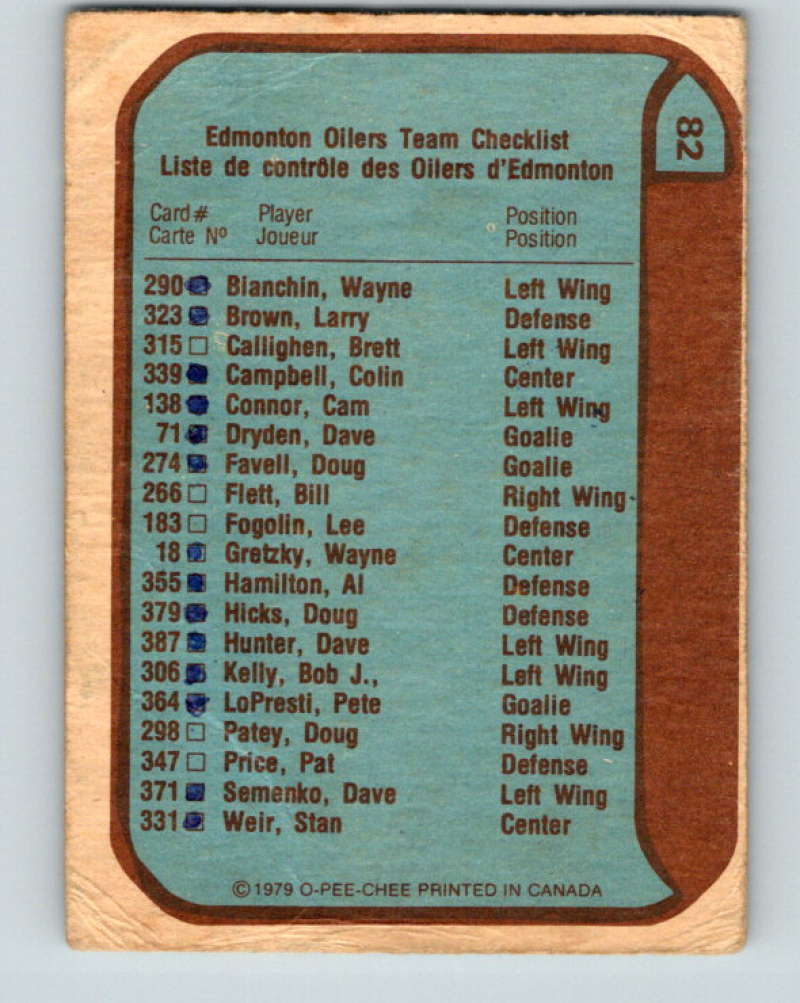 82
Edmonton Oilers Team Checklist
Liste de contrôle des Oilers d'Edmonton
Card# Player Position
Carte Nº Joueur Position
290 Bianchin, Wayne Left Wing
323 Brown, Larry Defense
315 Callighen, Brett Left Wing
339 Campbell, Colin Center
138 Connor, Cam Left Wing
71 Dryden, Dave Goalie
274 Favell, Doug Goalie
266 Flett, Bill Right Wing
183 Fogolin, Lee Defense
18 Gretzky, Wayne Center
355 Hamilton, Al Defense
379 Hicks, Doug Defense
387 Hunter, Dave Left Wing
306 Kelly, Bob J., Left Wing
364 LoPresti, Pete Goalie
298 Patey, Doug Right Wing
347 Price, Pat Defense
371 Semenko, Dave Left Wing
331 Weir, Stan Center
©1979 O-PEE-CHEE PRINTED IN CANADA